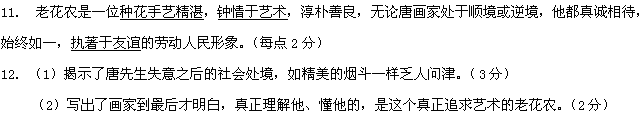 11. 老花农是一位种花手艺精湛，钟情于艺术，淳朴善良，无论唐画家处于顺境或逆境，他都真诚相待，
始终如一，执著于友谊的劳动人民形象。（每点2分）
12. （1）揭示了唐先生失意之后的社会处境，如精美的烟斗一样乏人问津。（3分）
（2）写出了画家到最后才明白，真正理解他、懂他的，是这个真正追求艺术的老花农。（2分）